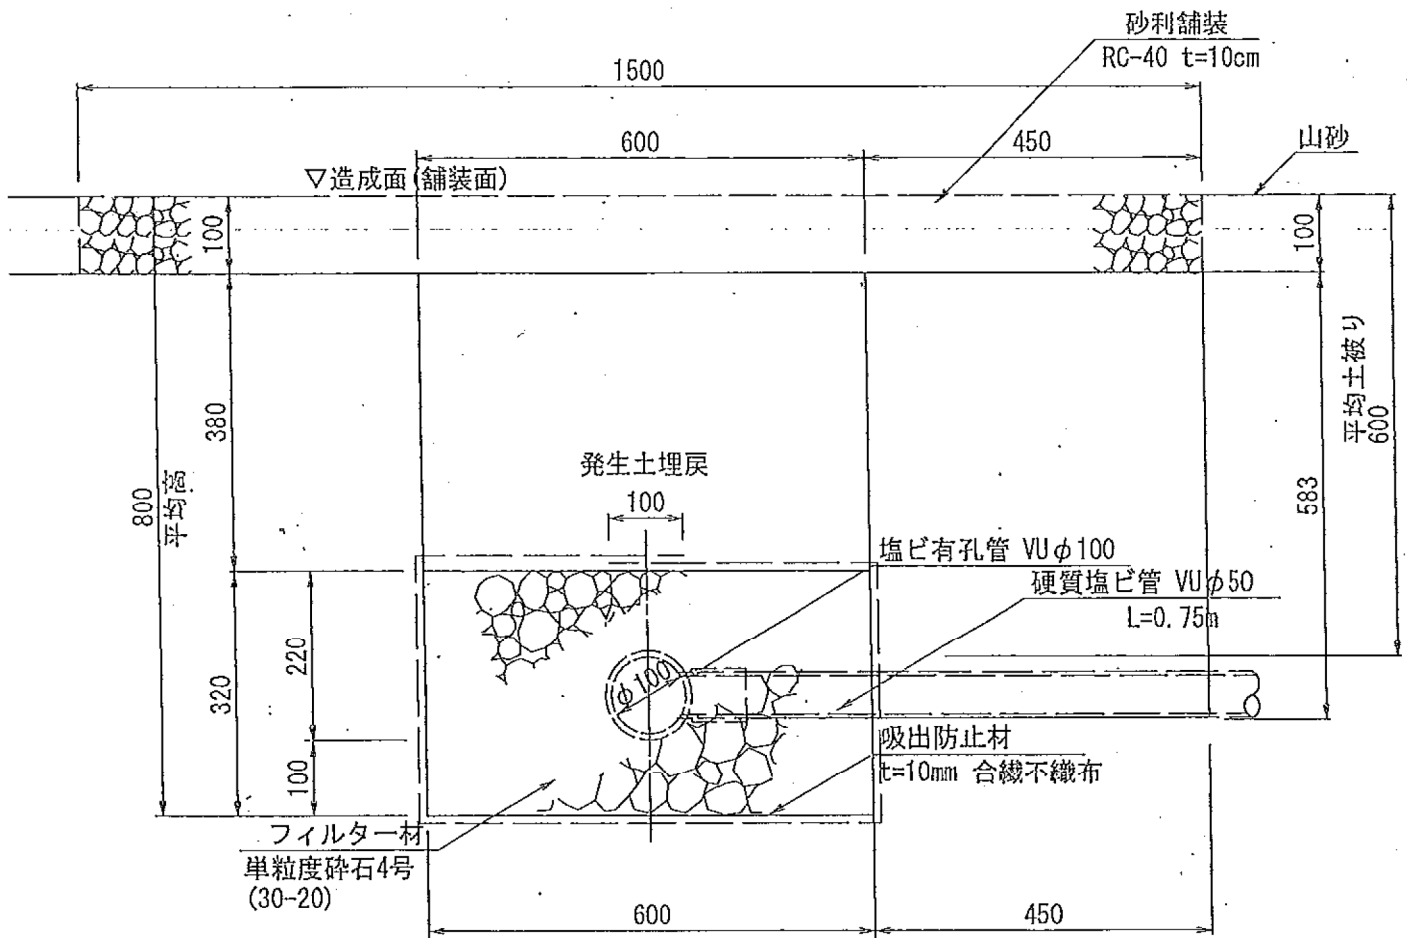 砂利舗装
RC-40 t=10cm
1500
600
450
山砂
▽造成面(舗装面)
100
100
380
800
平均高
発生土埋戻
100
平均土被り
600
583
塩ビ有孔管 VUφ100
硬質塩ビ管 VUφ50
L=0.75m
220
320
φ100
100
吸出防止材
t=10mm 合繊不織布
フィルター材
単粒度砕石4号
(30-20)
600
450